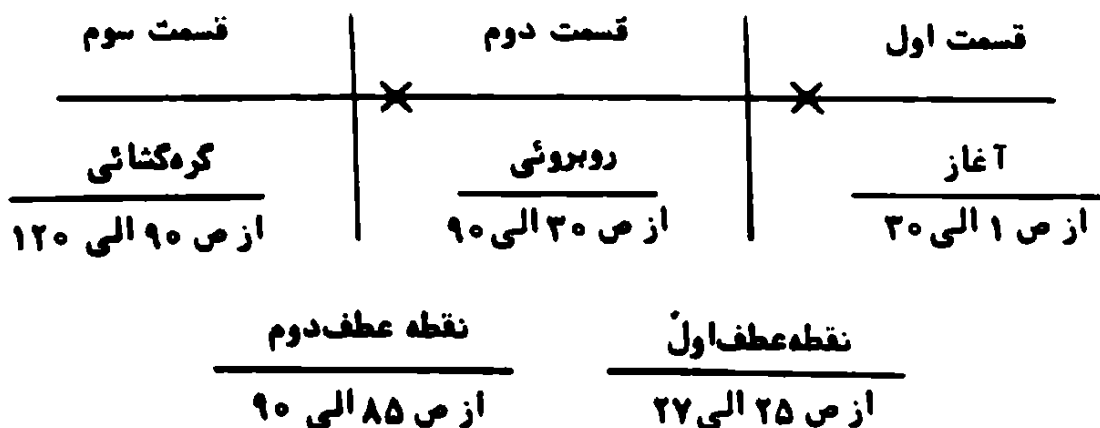 قسمت اول
قسمت دوم
قسمت سوم
آغاز
از ص ۱ الی ۳۰
روبروئی
از ص ۳۰ الی ۹۰
گره‌گشائی
از ص ۹۰ الی ۱۲۰
نقطه عطف اول
از ص ۲۵ الی ۲۷
نقطه عطف دوم
از ص ۸۵ الی ۹۰